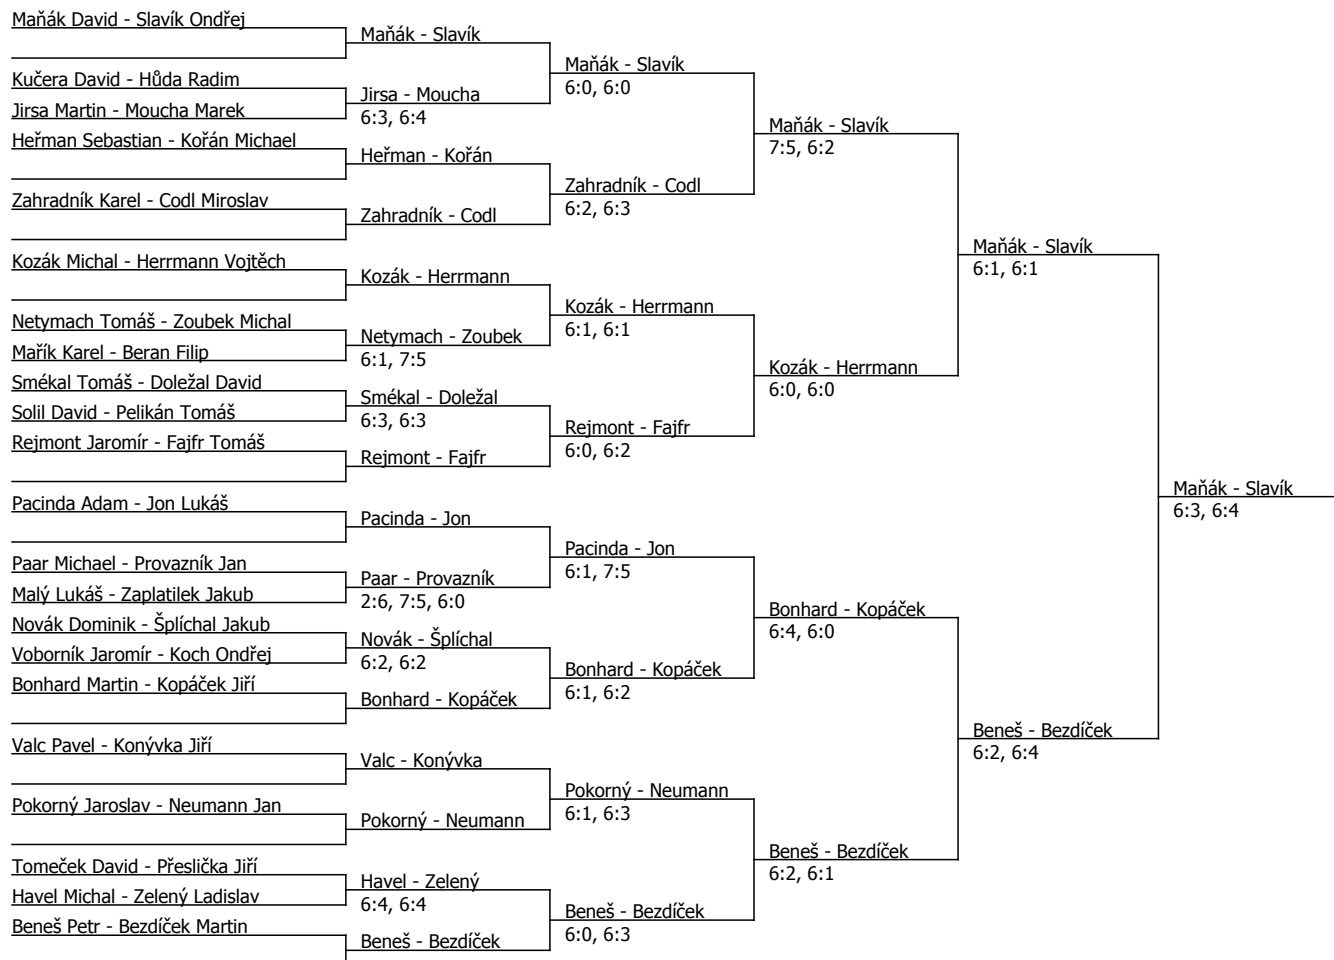 Maňák David - Slavík Ondřej
Kučera David - Hůda Radim
Jirsa Martin - Moucha Marek
Heřman Sebastian - Kořán Michael
Zahradník Karel - Codl Miroslav
Kozák Michal - Herrmann Vojtěch
Netymach Tomáš - Zoubek Michal
Mařík Karel - Beran Filip
Smékal Tomáš - Doležal David
Solil David - Pelikán Tomáš
Rejmont Jaromír - Fajfr Tomáš
Pacinda Adam - Jon Lukáš
Paar Michael - Provazník Jan
Malý Lukáš - Zaplatilek Jakub
Novák Dominik - Šplíchal Jakub
Voborník Jaromír - Koch Ondřej
Bonhard Martin - Kopáček Jiří
Valc Pavel - Konývka Jiří
Pokorný Jaroslav - Neumann Jan
Tomeček David - Přeslička Jiří
Havel Michal - Zelený Ladislav
Beneš Petr - Bezdíček Martin
Maňák - Slavík
Jirsa - Moucha
6:3, 6:4
Heřman - Kořán
Zahradník - Codl
Kozák - Herrmann
Netymach - Zoubek
6:1, 7:5
Smékal - Doležal
6:3, 6:3
Rejmont - Fajfr
Pacinda - Jon
Paar - Provazník
2:6, 7:5, 6:0
Novák - Šplíchal
6:2, 6:2
Bonhard - Kopáček
Valc - Konývka
Pokorný - Neumann
Havel - Zelený
6:4, 6:4
Beneš - Bezdíček
Maňák - Slavík
6:0, 6:0
Zahradník - Codl
6:2, 6:3
Kozák - Herrmann
6:1, 6:1
Rejmont - Fajfr
6:0, 6:2
Pacinda - Jon
6:1, 7:5
Bonhard - Kopáček
6:1, 6:2
Pokorný - Neumann
6:1, 6:3
Beneš - Bezdíček
6:0, 6:3
Maňák - Slavík
7:5, 6:2
Kozák - Herrmann
6:0, 6:0
Bonhard - Kopáček
6:4, 6:0
Beneš - Bezdíček
6:2, 6:1
Maňák - Slavík
6:1, 6:1
Beneš - Bezdíček
6:2, 6:4
Maňák - Slavík
6:3, 6:4